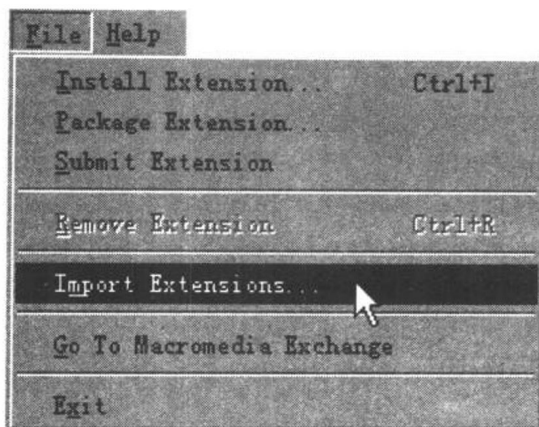 File Help
Install Extension... Ctrl+I
Package Extension...
Submit Extension
Remove Extension Ctrl+R
Import Extensions...
Go To Macromedia Exchange
Exit